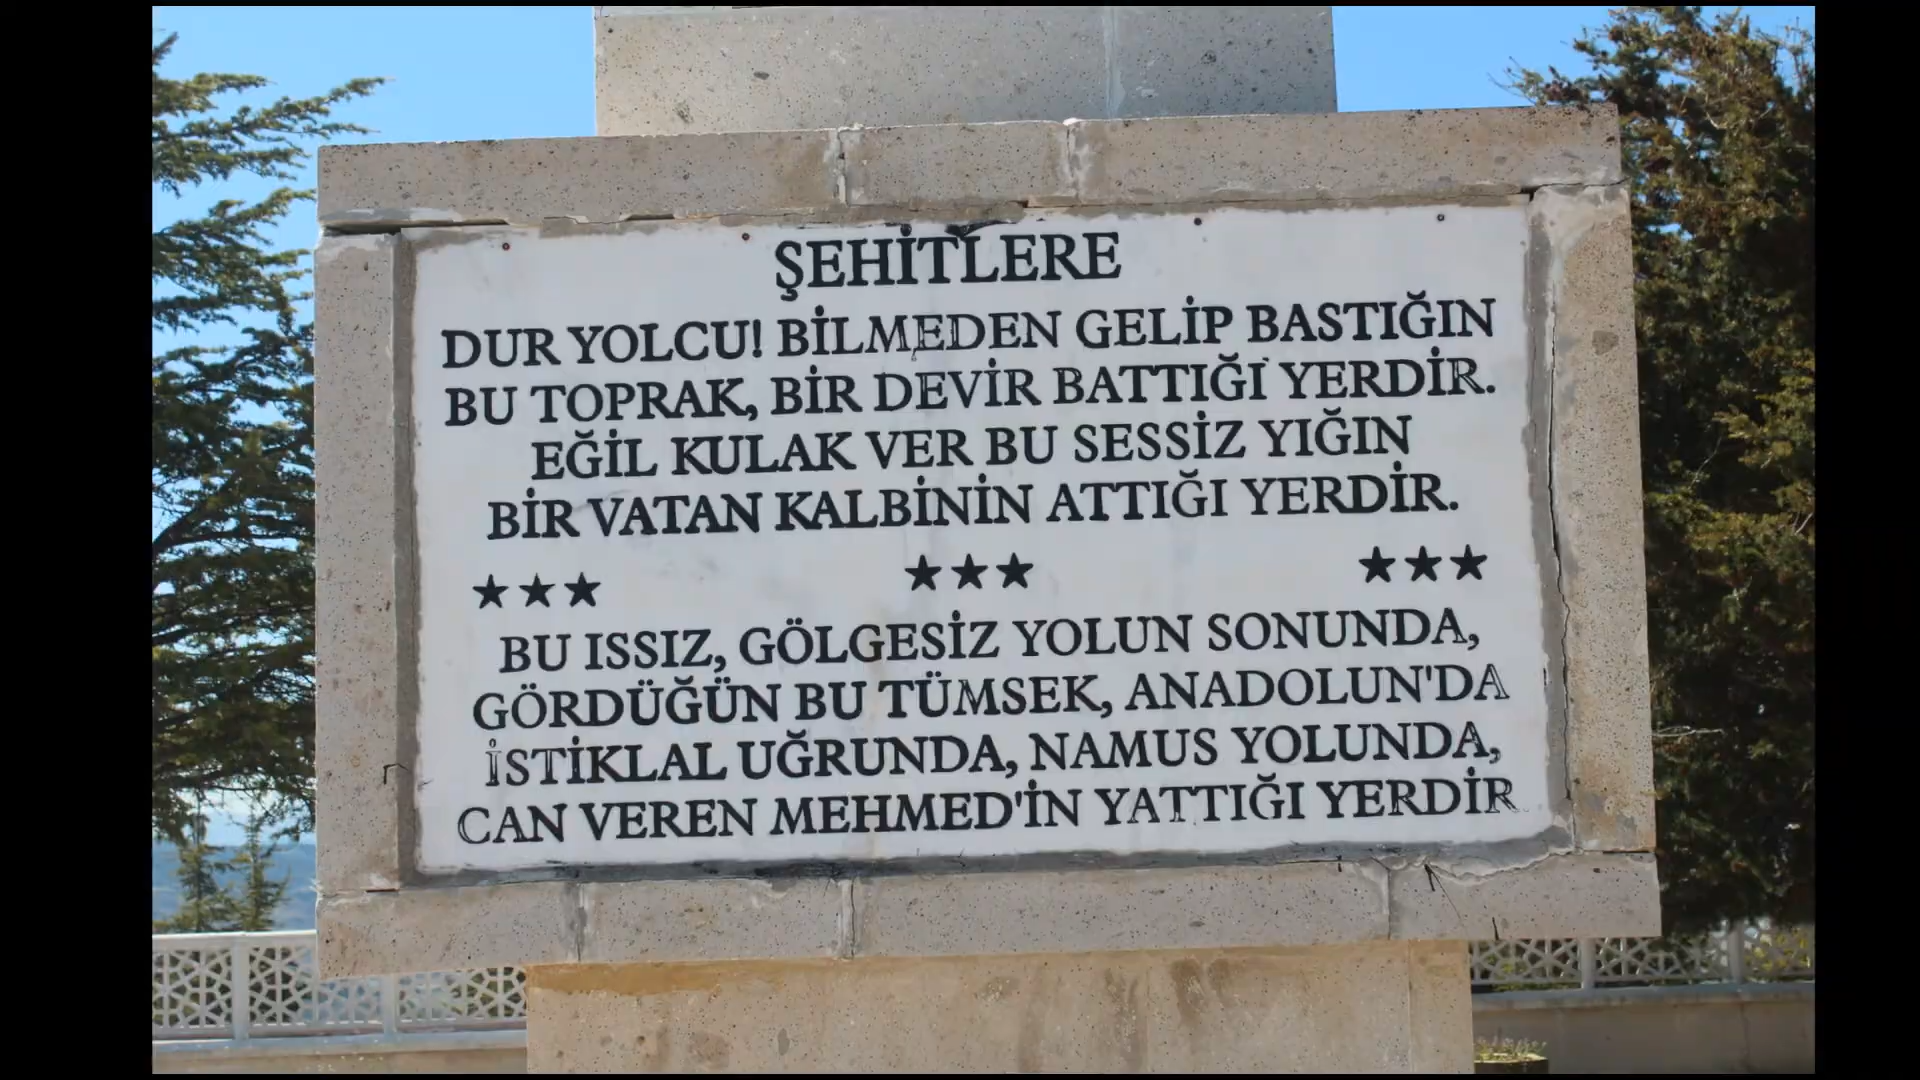 ŞEHİTLERE
DUR YOLCU! BİLMEDEN GELİP BASTIĞIN
BU TOPRAK, BİR DEVİR BATTIĞI YERDİR.
EĞİL KULAK VER BU SESSİZ YIĞIN
BİR VATAN KALBİNİN ATTIĞI YERDİR.
★★★ ★★★ ★★★
BU ISSIZ, GÖLGESİZ YOLUN SONUNDA,
GÖRDÜĞÜN BU TÜMSEK, ANADOLUN'DA
İSTİKLAL UĞRUNDA, NAMUS YOLUNDA,
CAN VEREN MEHMED'İN YATTIĞI YERDİR